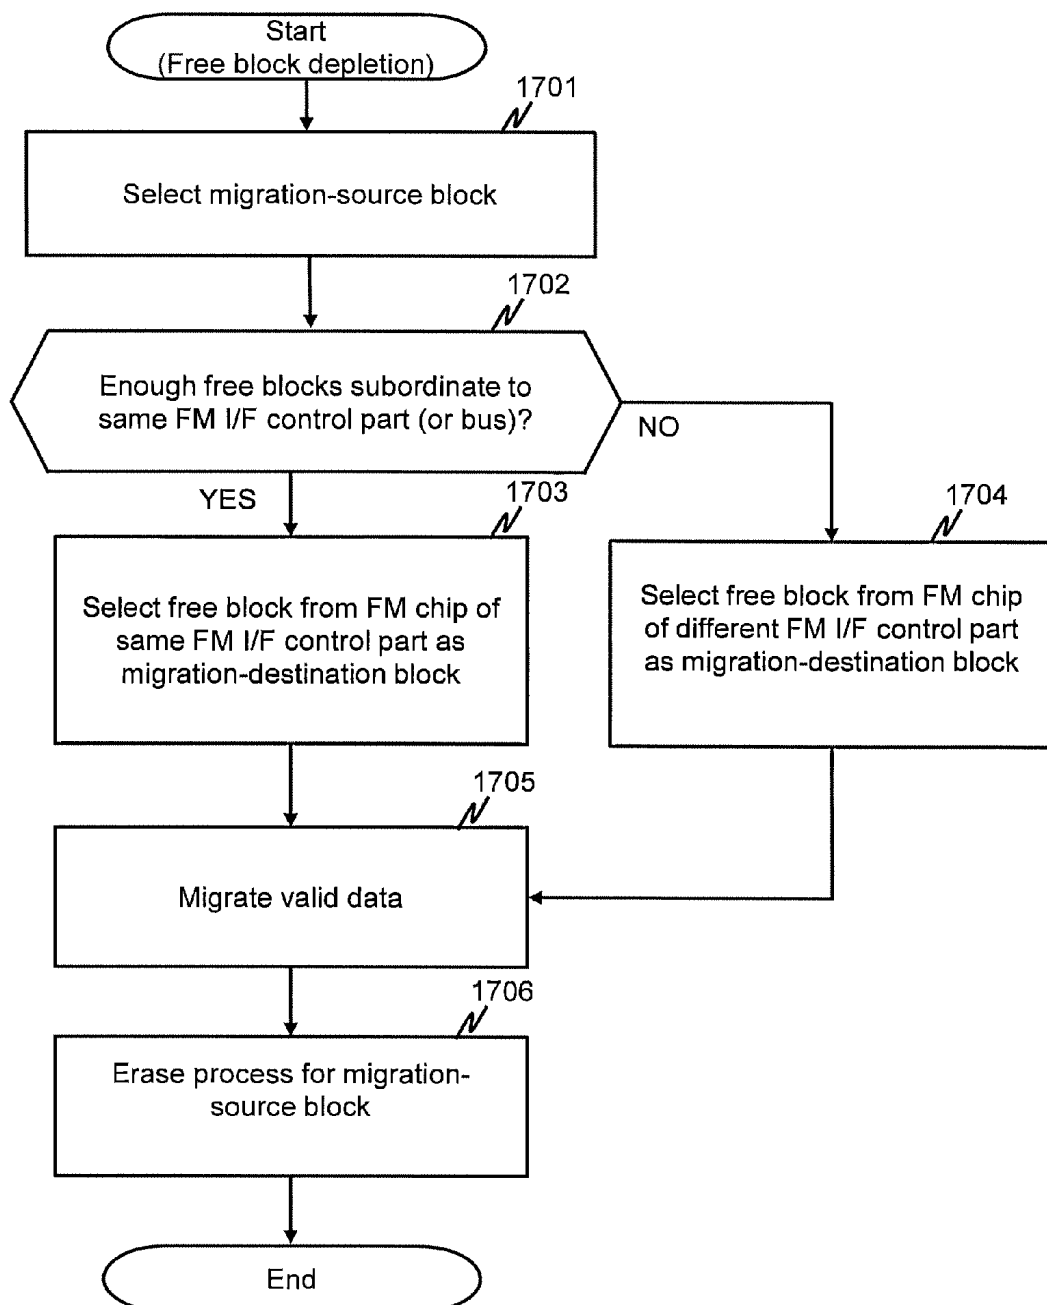 Start
(Free block depletion)
1701
Select migration-source block
1702
Enough free blocks subordinate to
same FM I/F control part (or bus)?
NO
YES
1703
1704
Select free block from FM chip of
same FM I/F control part as
migration-destination block
Select free block from FM chip
of different FM I/F control part
as migration-destination block
1705
Migrate valid data
1706
Erase process for migration-
source block
End